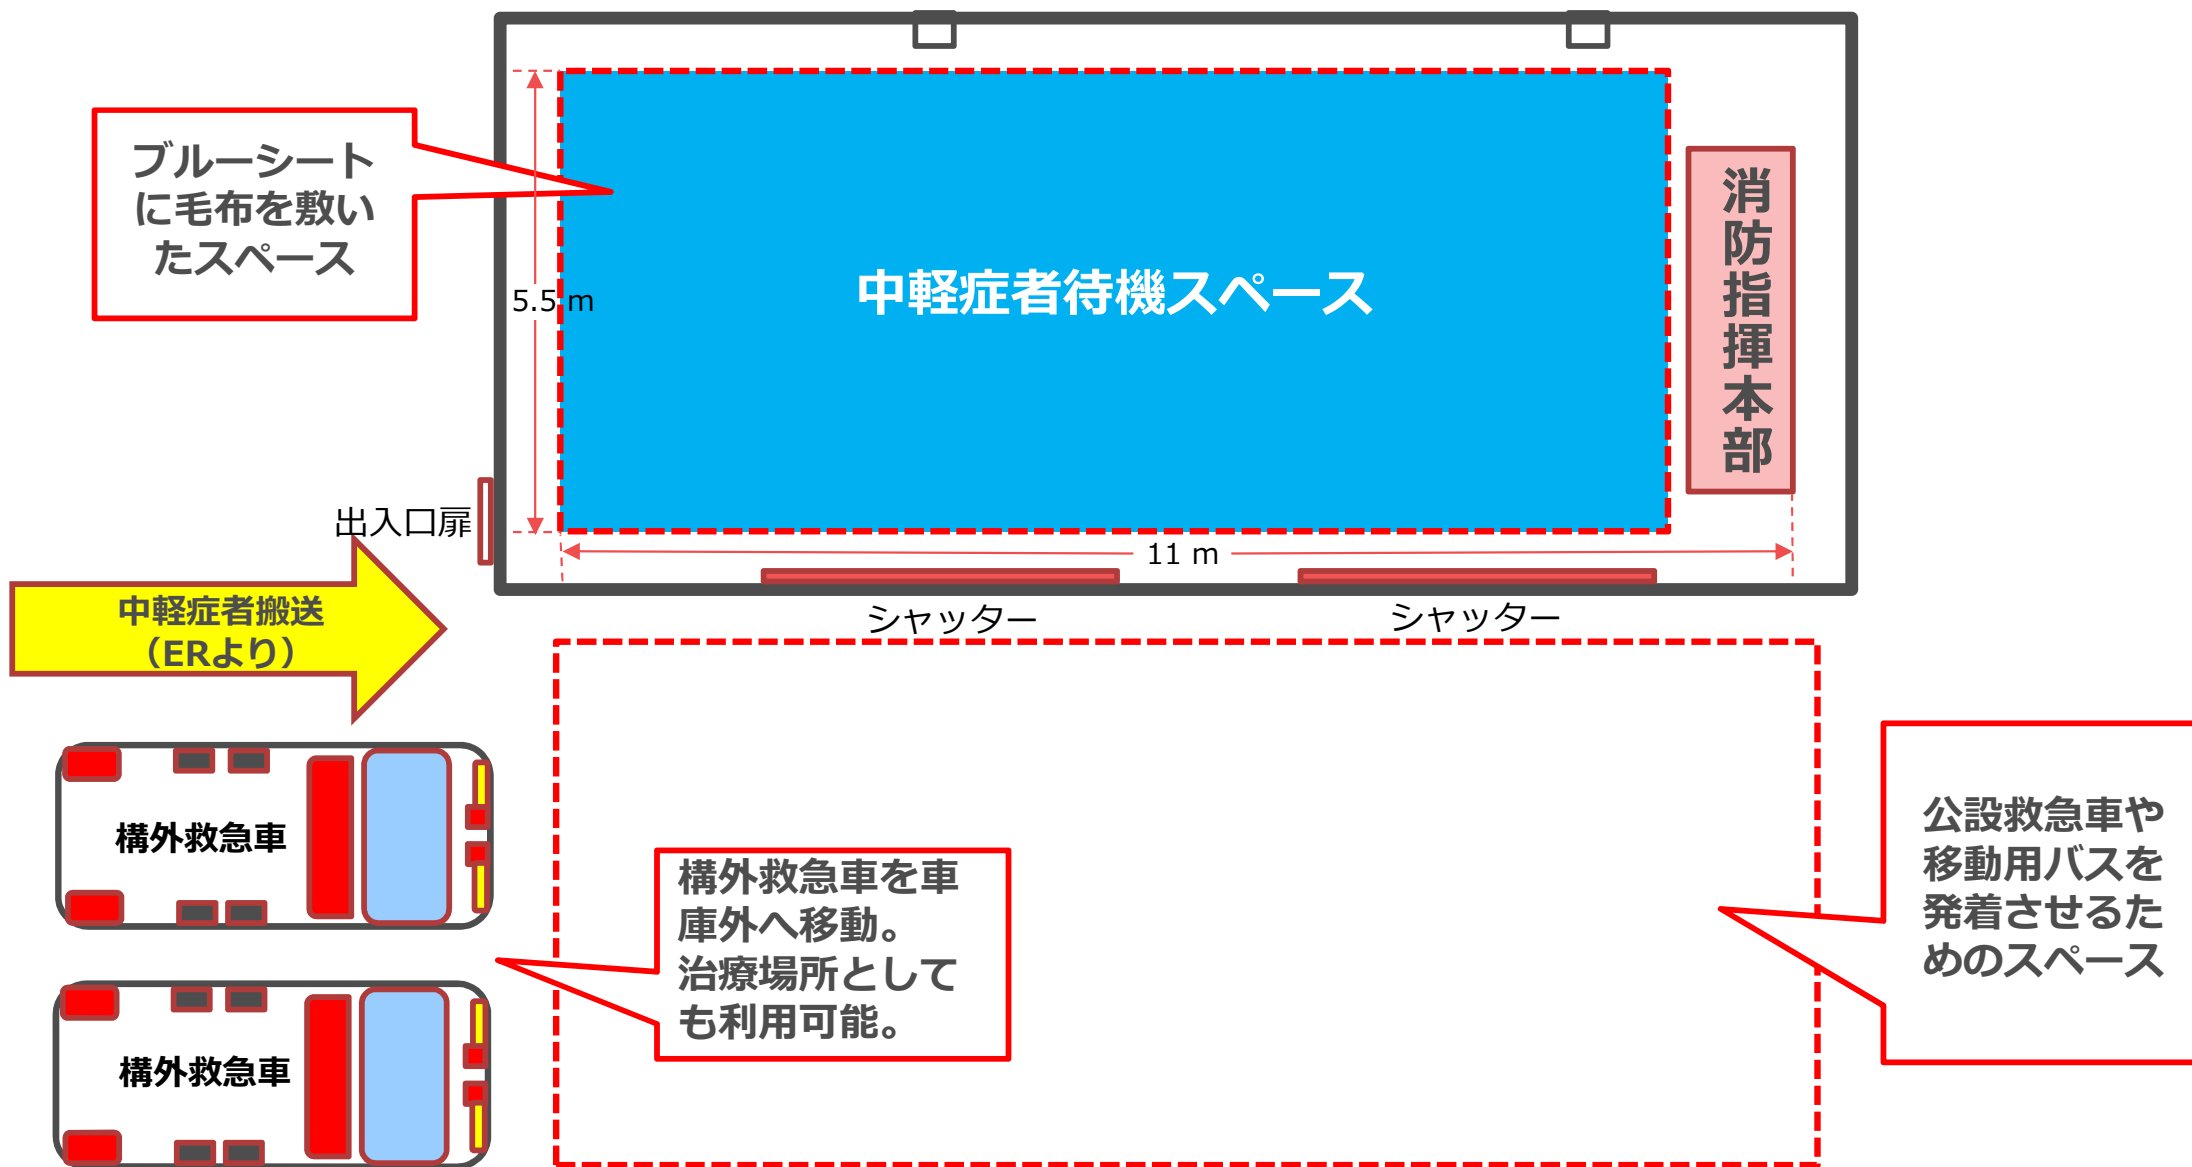 ブルーシート
に毛布を敷い
たスペース
5.5 m
中軽症者待機スペース
消防指揮本部
出入口扉
11 m
シャッター
シャッター
中軽症者搬送
（ERより）
構外救急車
構外救急車を車
庫外へ移動。
治療場所として
も利用可能。
公設救急車や
移動用バスを
発着させるた
めのスペース
構外救急車